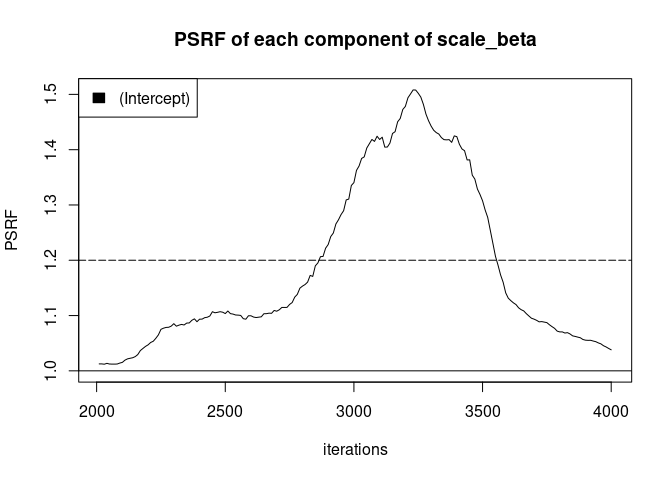 PSRF of each component of scale_beta
(Intercept)
PSRF
1.5
1.4
1.3
1.2
1.1
1.0
2000 2500 3000 3500 4000
iterations